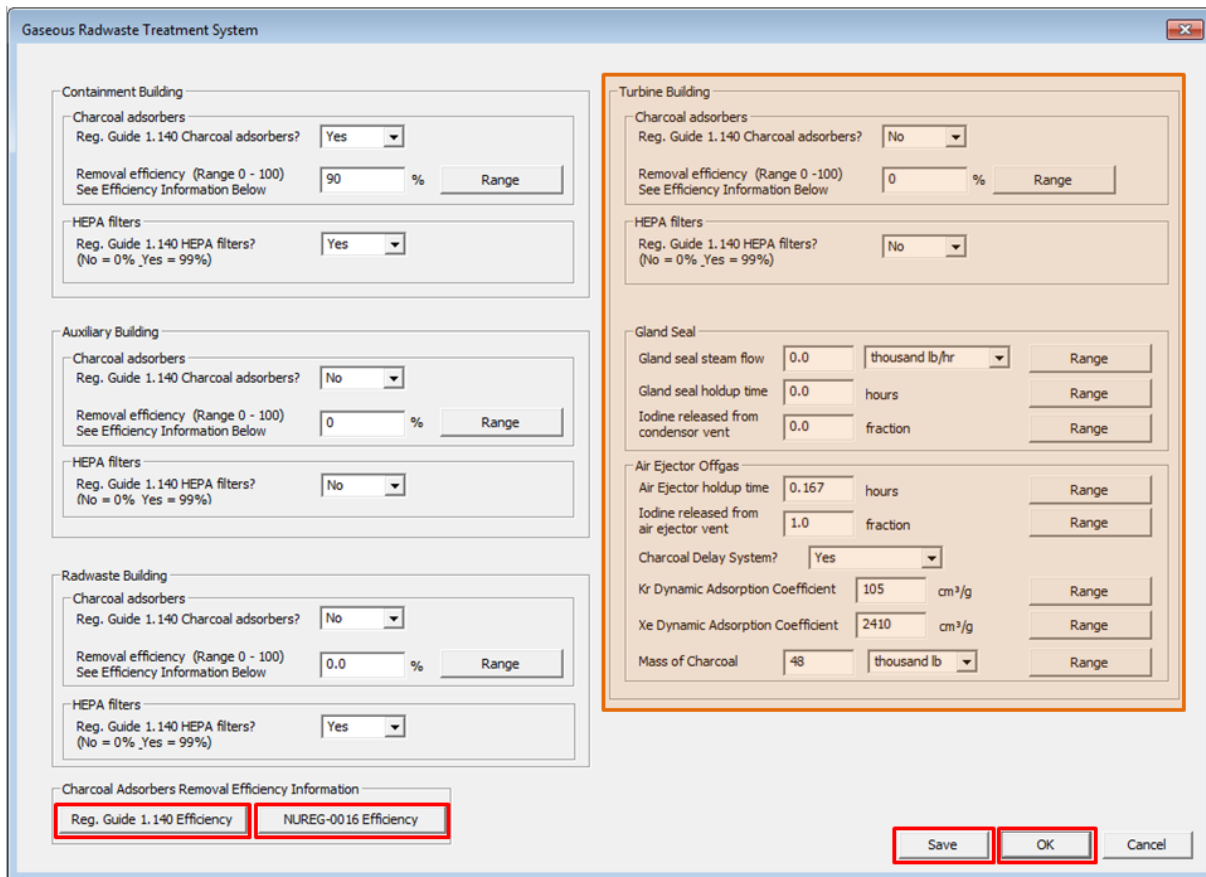 Gaseous Radwaste Treatment System
Containment Building
Charcoal adsorbers
Reg. Guide 1.140 Charcoal adsorbers? Yes
Removal efficiency (Range 0 - 100)
See Efficiency Information Below
90 % Range
HEPA filters
Reg. Guide 1.140 HEPA filters?
(No = 0% Yes = 99%)
Yes
Auxiliary Building
Charcoal adsorbers
Reg. Guide 1.140 Charcoal adsorbers? No
Removal efficiency (Range 0 - 100)
See Efficiency Information Below
0 % Range
HEPA filters
Reg. Guide 1.140 HEPA filters?
(No = 0% Yes = 99%)
No
Radwaste Building
Charcoal adsorbers
Reg. Guide 1.140 Charcoal adsorbers? No
Removal efficiency (Range 0 - 100)
See Efficiency Information Below
0.0 % Range
HEPA filters
Reg. Guide 1.140 HEPA filters?
(No = 0% Yes = 99%)
Yes
Charcoal Adsorbers Removal Efficiency Information
Reg. Guide 1.140 Efficiency NUREG-0016 Efficiency
Turbine Building
Charcoal adsorbers
Reg. Guide 1.140 Charcoal adsorbers? No
Removal efficiency (Range 0 -100)
See Efficiency Information Below
0 % Range
HEPA filters
Reg. Guide 1.140 HEPA filters?
(No = 0% Yes = 99%)
No
Gland Seal
Gland seal steam flow 0.0 thousand lb/hr Range
Gland seal holdup time 0.0 hours Range
Iodine released from
condensor vent
0.0 fraction Range
Air Ejector Offgas
Air Ejector holdup time 0.167 hours Range
Iodine released from
air ejector vent
1.0 fraction Range
Charcoal Delay System? Yes
Kr Dynamic Adsorption Coefficient 105 cm³/g Range
Xe Dynamic Adsorption Coefficient 2410 cm³/g Range
Mass of Charcoal 48 thousand lb Range
Save OK Cancel